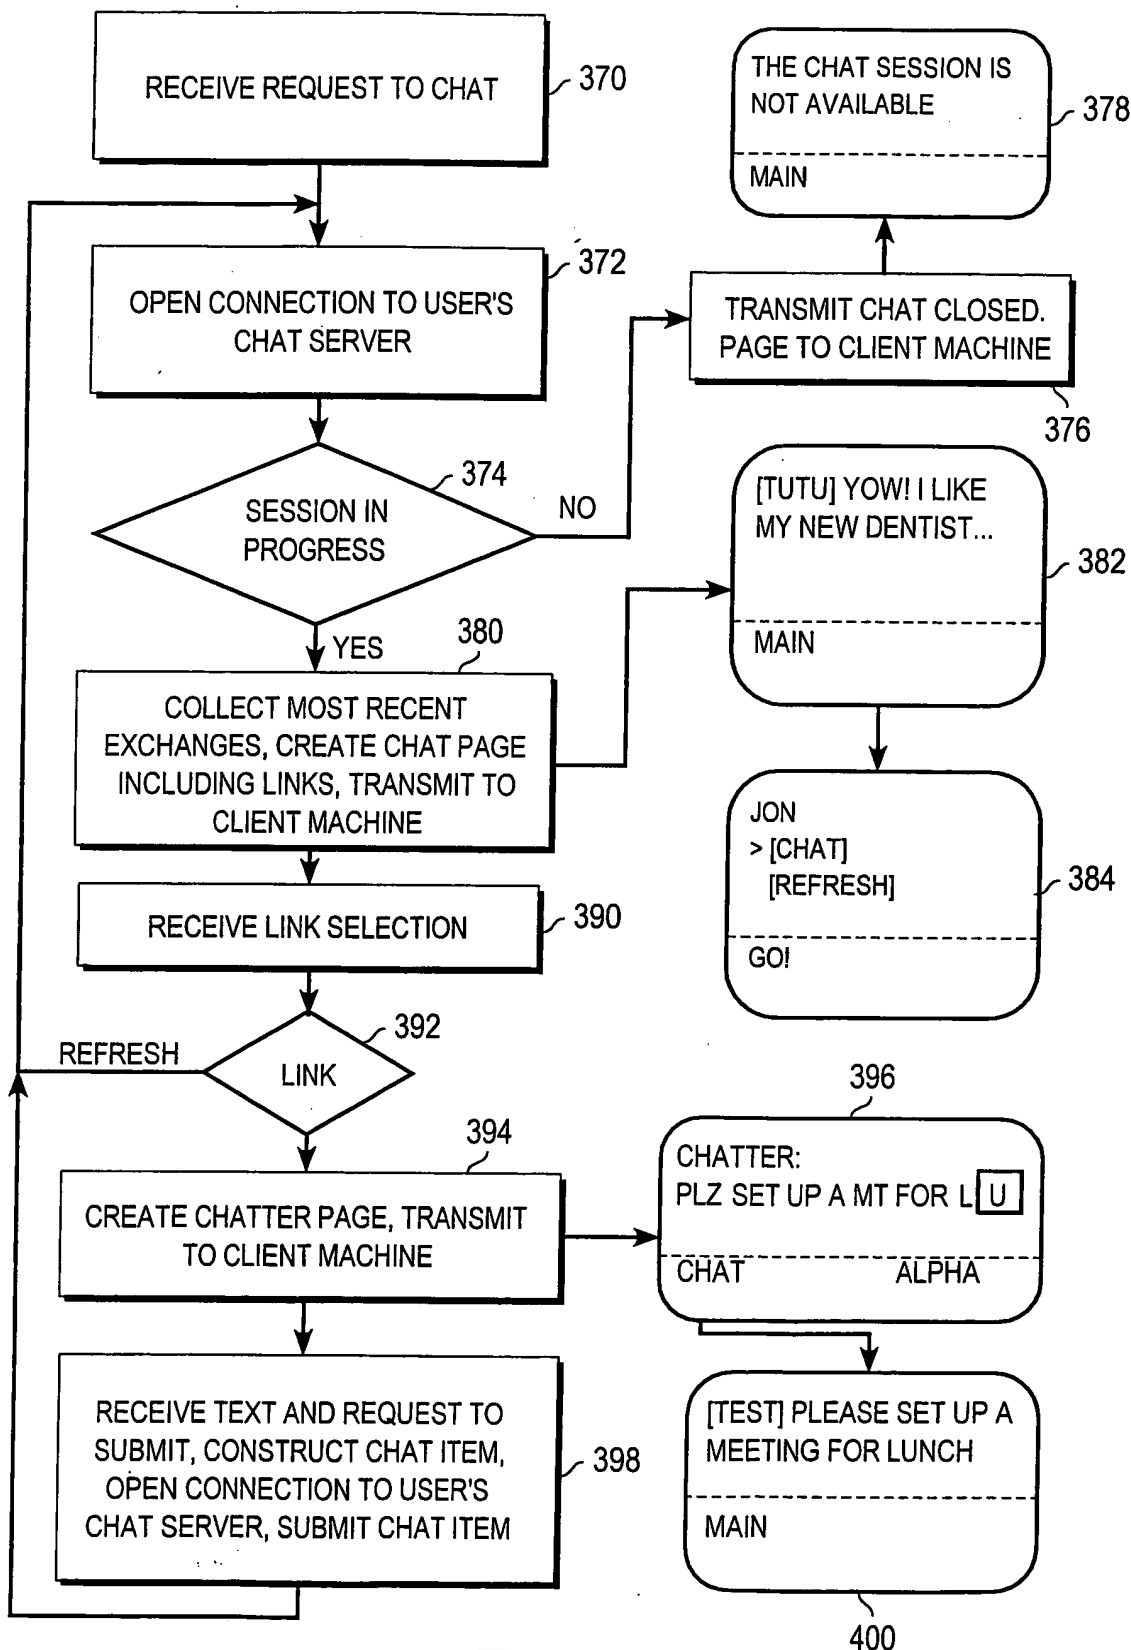 RECEIVE REQUEST TO CHAT
370
OPEN CONNECTION TO USER'S
CHAT SERVER
372
SESSION IN
PROGRESS
374
NO
YES
TRANSMIT CHAT CLOSED.
PAGE TO CLIENT MACHINE
376
THE CHAT SESSION IS
NOT AVAILABLE
MAIN
378
COLLECT MOST RECENT
EXCHANGES, CREATE CHAT PAGE
INCLUDING LINKS, TRANSMIT TO
CLIENT MACHINE
380
[TUTU] YOW! I LIKE
MY NEW DENTIST...
MAIN
382
JON
> [CHAT]
[REFRESH]
GO!
384
RECEIVE LINK SELECTION
390
LINK
392
REFRESH
CREATE CHATTER PAGE, TRANSMIT
TO CLIENT MACHINE
394
396
CHATTER:
PLZ SET UP A MT FOR L U
CHAT ALPHA
RECEIVE TEXT AND REQUEST TO
SUBMIT, CONSTRUCT CHAT ITEM,
OPEN CONNECTION TO USER'S
CHAT SERVER, SUBMIT CHAT ITEM
398
[TEST] PLEASE SET UP A
MEETING FOR LUNCH
MAIN
400